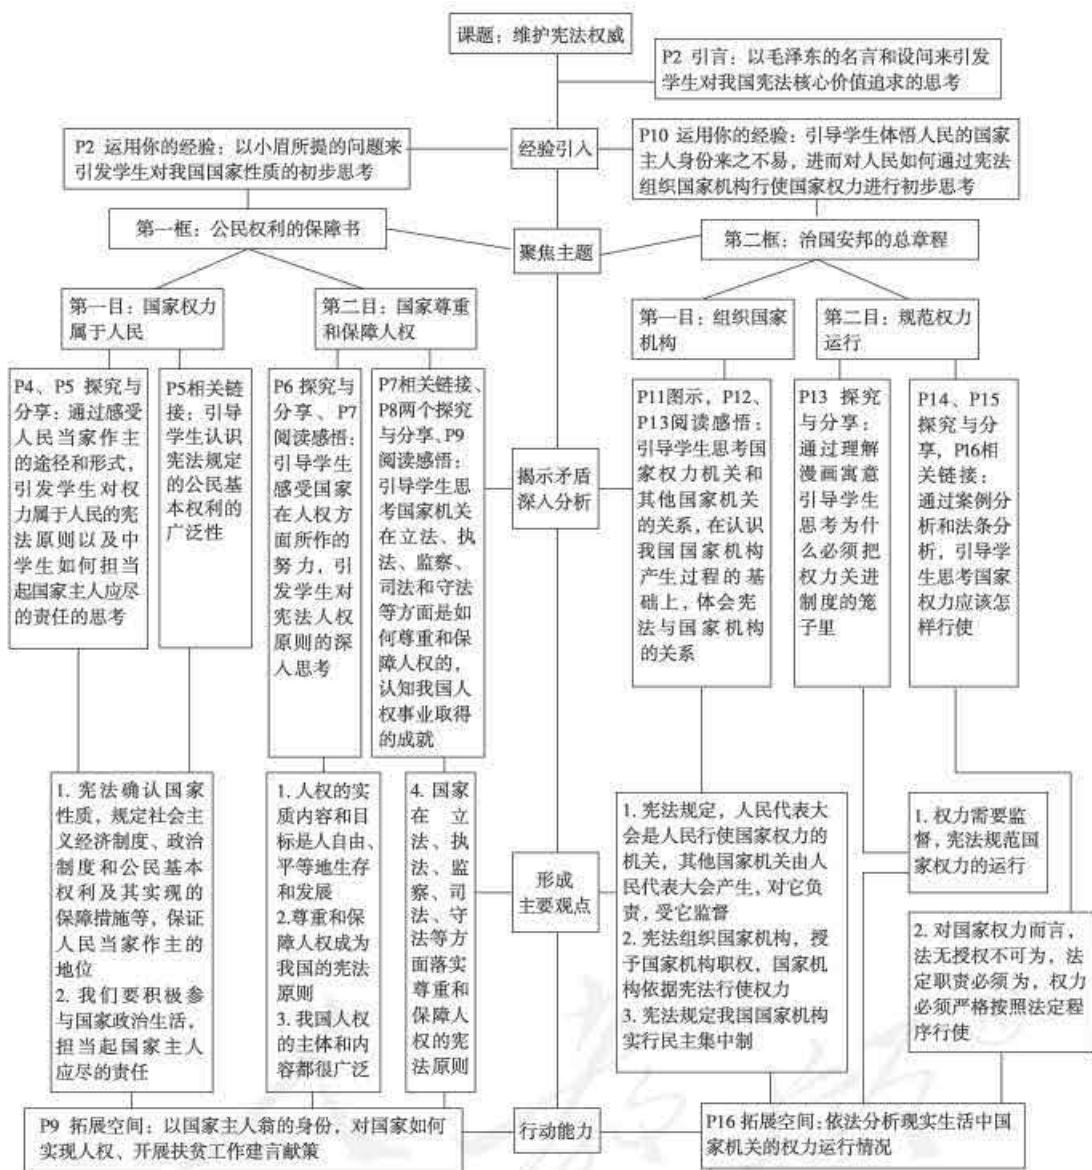 课题：维护宪法权威
P2 引言：以毛泽东的名言和设问来引发
学生对我国宪法核心价值追求的思考
P2 运用你的经验：以小眉所提的问题来
引发学生对我国国家性质的初步思考
经验引入
P10 运用你的经验：引导学生体悟人民的国家
主人身份来之不易，进而对人民如何通过宪法
组织国家机构行使国家权力进行初步思考
第一框：公民权利的保障书
聚焦主题
第二框：治国安邦的总章程
第一目：国家权力
属于人民
第二目：国家尊重
和保障人权
第一目：组织国家
机构
第二目：规范权力
运行
P4、P5 探究与
分享：通过感受
人民当家作主
的途径和形式，
引发学生对权
力属于人民的宪
法原则以及中
学生如何担当
起国家主人应尽
的责任的思考
P5相关链
接：引导
学生认识
宪法规定
的公民基
本权利的
广泛性
P6 探究与
分享、P7
阅读感悟：
引导学生
感受国家
在人权方
面所作的
努力，引
发学生对
宪法人权
原则的深
入思考
P7相关链接、
P8两个探究
与分享、P9
阅读感悟：
引导学生思
考国家机关
在立法、执
法、监察、
司法和守法
等方面是如
何尊重和保
障人权的，
认知我国人
权事业取得
的成就
揭示矛盾
深入分析
P11图示，P12、
P13阅读感悟：
引导学生思考国
家权力机关和
其他国家机关
的关系，在认识
我国国家机构
产生过程的基
础上，体会宪
法与国家机构
的关系
P13 探究
与分享：
通过理解
漫画寓意
引导学生
思考为什
么必须把
权力关进
制度的笼
子里
P14、P15
探究与分
享，P16相
关链接：
通过案例分
析和法条分
析，引导学
生思考国家
权力应该怎
样行使
1. 宪法确认国家
性质，规定社会主
义经济制度、政治
制度和公民基本
权利及其实现的
保障措施等，保证
人民当家作主的
地位
2. 我们要积极参
与国家政治生活，
担当起国家主人
应尽的责任
1. 人权的实
质内容和目
标是人自由、
平等地生存
和发展
2.尊重和保
障人权成为
我国的宪法
原则
3. 我国人权
的主体和内
容都很广泛
4. 国家
在立
法、执
法、监
察、司
法、守
法等方
面落实
尊重和
保障人
权的宪
法原则
形成
主要观点
1. 宪法规定，人民代表大
会是人民行使国家权力的
机关，其他国家机关由人
民代表大会产生，对它负
责，受它监督
2. 宪法组织国家机构，授
予国家机构职权，国家机
构依据宪法行使权力
3. 宪法规定我国国家机构
实行民主集中制
1. 权力需要监
督，宪法规范国
家权力的运行
2. 对国家权力而言，
法无授权不可为，法
定职责必须为，权力
必须严格按照法定程
序行使
P9 拓展空间：以国家主人翁的身份，对国家如何
实现人权、开展扶贫工作建言献策
行动能力
P16 拓展空间：依法分析现实生活中国
家机关的权力运行情况